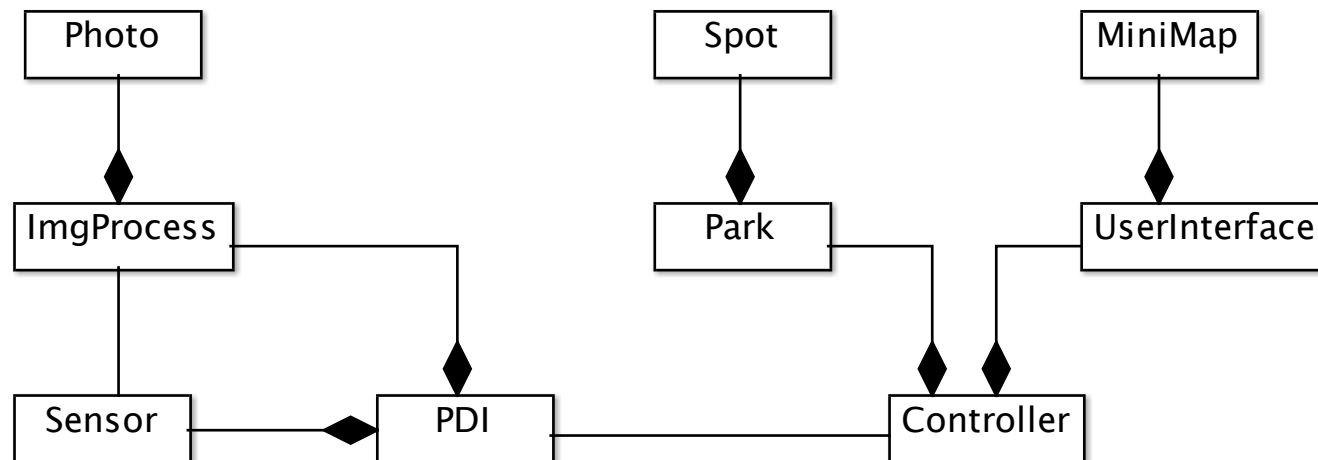 Photo
Spot
MiniMap
ImgProcess
Park
UserInterface
Sensor
PDI
Controller